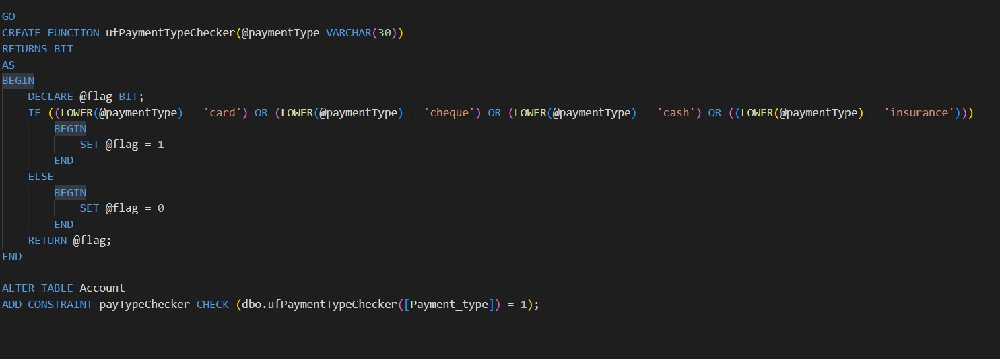 GO
CREATE FUNCTION ufPaymentTypeChecker(@paymentType VARCHAR(30))
RETURNS BIT
AS
BEGIN
    DECLARE @flag BIT;
    IF ((LOWER(@paymentType) = 'card') OR (LOWER(@paymentType) = 'cheque') OR (LOWER(@paymentType) = 'cash') OR ((LOWER(@paymentType) = 'insurance')))
        BEGIN
            SET @flag = 1
        END
    ELSE
        BEGIN
            SET @flag = 0
        END
    RETURN @flag;
END
ALTER TABLE Account
ADD CONSTRAINT payTypeChecker CHECK (dbo.ufPaymentTypeChecker([Payment_type]) = 1);